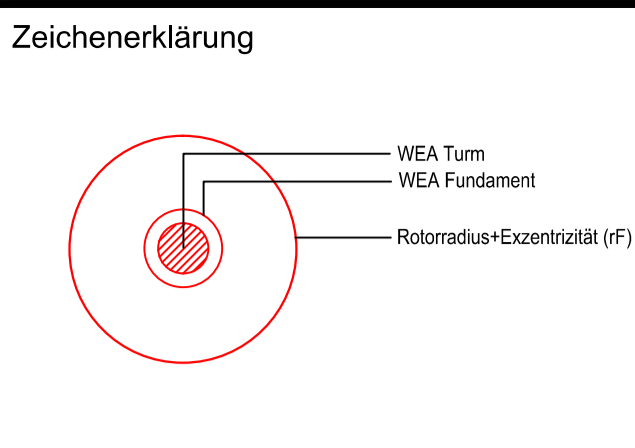 Zeichenerklärung
WEA Turm
WEA Fundament
Rotorradius+Exzentrizität (rF)